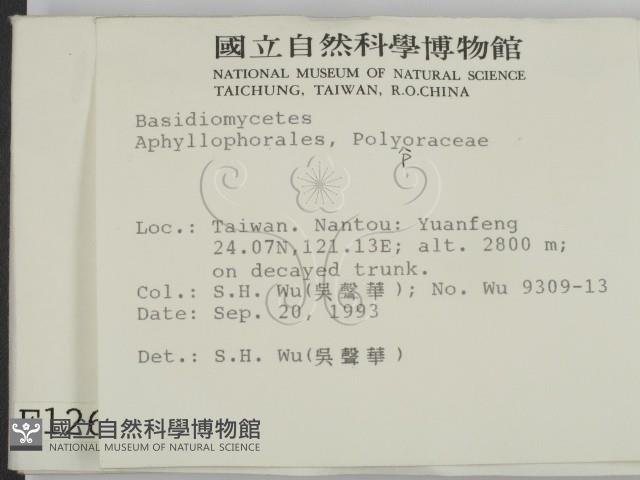 國立自然科學博物館
NATIONAL MUSEUM OF NATURAL SCIENCE
TAICHUNG, TAIWAN, R.O.CHINA
Basidiomycetes
Aphyllophorales, Polyoraceae
p
Loc.: Taiwan. Nantou: Yuanfeng
24.07N,121.13E; alt. 2800 m;
on decayed trunk.
Col.: S.H. Wu(吳聲華); No. Wu 9309-13
Date: Sep. 20, 1993
Det.: S.H. Wu(吳聲華)
F126
國立自然科學博物館
NATIONAL MUSEUM OF NATURAL SCIENCE